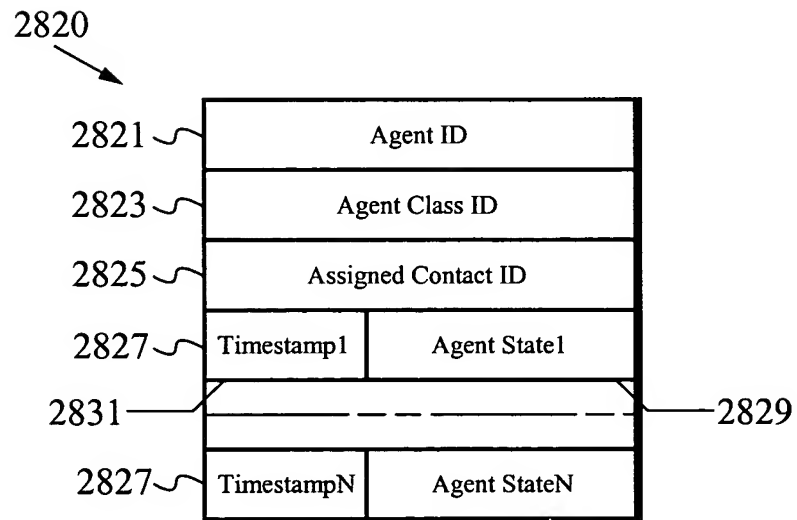 2820
2821 Agent ID
2823 Agent Class ID
2825 Assigned Contact ID
2827 Timestamp1 Agent State1
2831 2829
2827 TimestampN Agent StateN